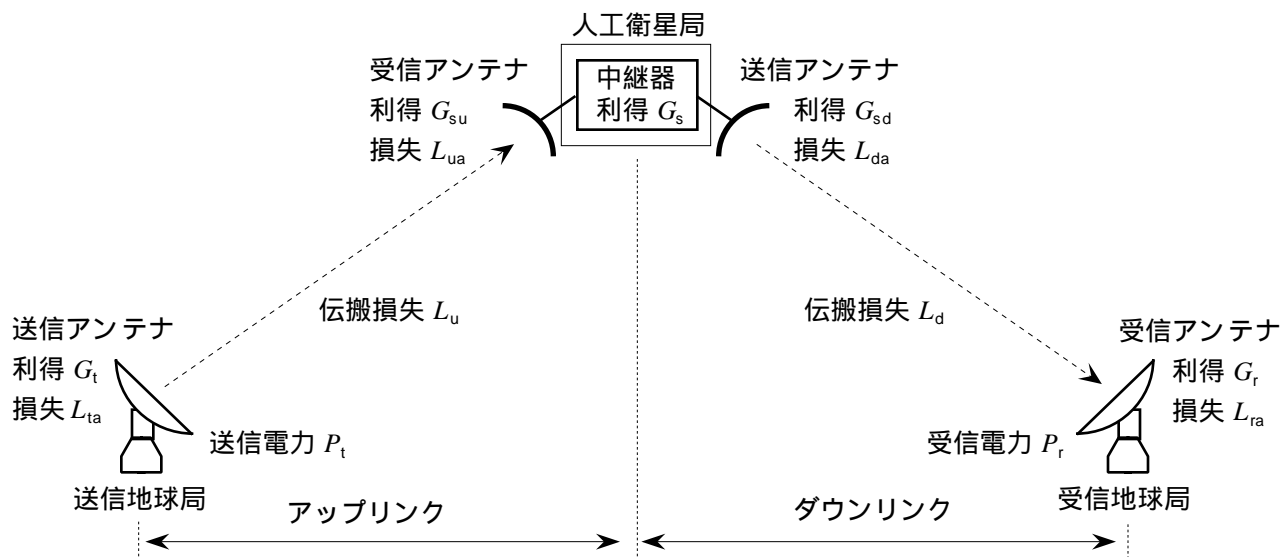 人工衛星局
受信アンテナ
利得 Gsu
損失 Lua
中継器
利得 Gs
送信アンテナ
利得 Gsd
損失 Lda
伝搬損失 Lu
伝搬損失 Ld
送信アンテナ
利得 Gt
損失 Lta
送信電力 Pt
送信地球局
受信アンテナ
利得 Gr
損失 Lra
受信電力 Pr
受信地球局
アップリンク
ダウンリンク